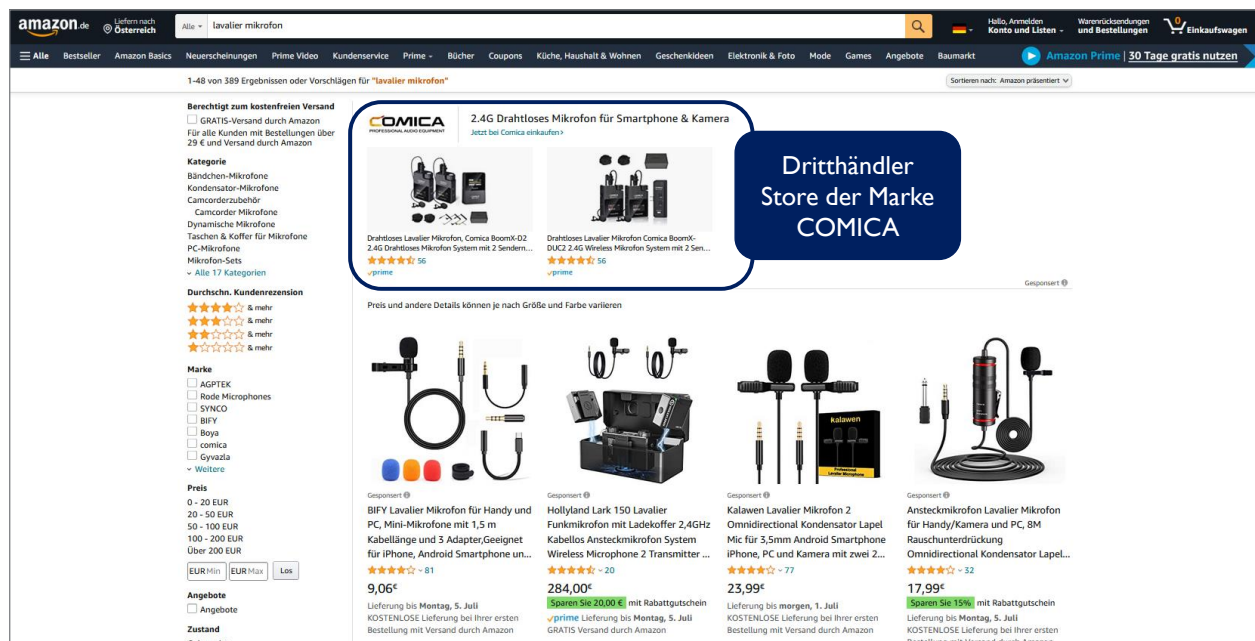 amazon.de
Liefern nach
Österreich
Alle
lavalier mikrofon
Hallo, Anmelden
Konto und Listen
Warenrücksendungen
und Bestellungen
0
Einkaufswagen
Alle Bestseller Amazon Basics Neuerscheinungen Prime Video Kundenservice Prime Bücher Coupons Küche, Haushalt & Wohnen Geschenkideen Elektronik & Foto Mode Games Angebote Baumarkt
Amazon Prime | 30 Tage gratis nutzen
1-48 von 389 Ergebnissen oder Vorschlägen für "lavalier mikrofon"
Sortieren nach: Amazon präsentiert
Berechtigt zum kostenfreien Versand
GRATIS-Versand durch Amazon
Für alle Kunden mit Bestellungen über
29 € und Versand durch Amazon
Kategorie
Bändchen-Mikrofone
Kondensator-Mikrofone
Camcorderzubehör
Camcorder Mikrofone
Dynamische Mikrofone
Taschen & Koffer für Mikrofone
PC-Mikrofone
Mikrofon-Sets
Alle 17 Kategorien
Durchschn. Kundenrezension
& mehr
& mehr
& mehr
& mehr
Marke
AGPTEK
Rode Microphones
SYNCO
BIFY
Boya
comica
Gyvazla
Weitere
Preis
0 - 20 EUR
20 - 50 EUR
50 - 100 EUR
100 - 200 EUR
Über 200 EUR
EUR Min EUR Max Los
Angebote
Angebote
Zustand
COMICA
PROFESSIONAL AUDIO EQUIPMENT
2.4G Drahtloses Mikrofon für Smartphone & Kamera
Jetzt bei Comica einkaufen ›
Drahtloses Lavalier Mikrofon, Comica BoomX-D2
2.4G Drahtloses Mikrofon System mit 2 Sendern...
56
prime
Drahtloses Lavalier Mikrofon Comica BoomX-
DUC2 2.4G Wireless Mikrofon System mit 2 Sen...
56
prime
Dritthändler
Store der Marke
COMICA
Gesponsert
Preis und andere Details können je nach Größe und Farbe variieren
Gesponsert
BIFY Lavalier Mikrofon für Handy und
PC, Mini-Mikrofone mit 1,5 m
Kabellänge und 3 Adapter,Geeignet
für iPhone, Android Smartphone un...
81
9,06€
Lieferung bis Montag, 5. Juli
KOSTENLOSE Lieferung bei Ihrer ersten
Bestellung mit Versand durch Amazon
Gesponsert
Hollyland Lark 150 Lavalier
Funkmikrofon mit Ladekoffer 2,4GHz
Kabellos Ansteckmikrofon System
Wireless Microphone 2 Transmitter ...
20
284,00€
Sparen Sie 20,00 € mit Rabattgutschein
prime Lieferung bis Montag, 5. Juli
GRATIS Versand durch Amazon
kalawen
Professional
Lavalier Microphone
Gesponsert
Kalawen Lavalier Mikrofon 2
Omnidirectional Kondensator Lapel
Mic für 3,5mm Android Smartphone
iPhone, PC und Kamera mit zwei 2...
77
23,99€
Lieferung bis morgen, 1. Juli
KOSTENLOSE Lieferung bei Ihrer ersten
Bestellung mit Versand durch Amazon
Gesponsert
Ansteckmikrofon Lavalier Mikrofon
für Handy/Kamera und PC, 8M
Rauschunterdrückung
Omnidirectional Kondensator Lapel...
32
17,99€
Sparen Sie 15% mit Rabattgutschein
Lieferung bis Montag, 5. Juli
KOSTENLOSE Lieferung bei Ihrer ersten
Bestellung mit Versand durch Amazon